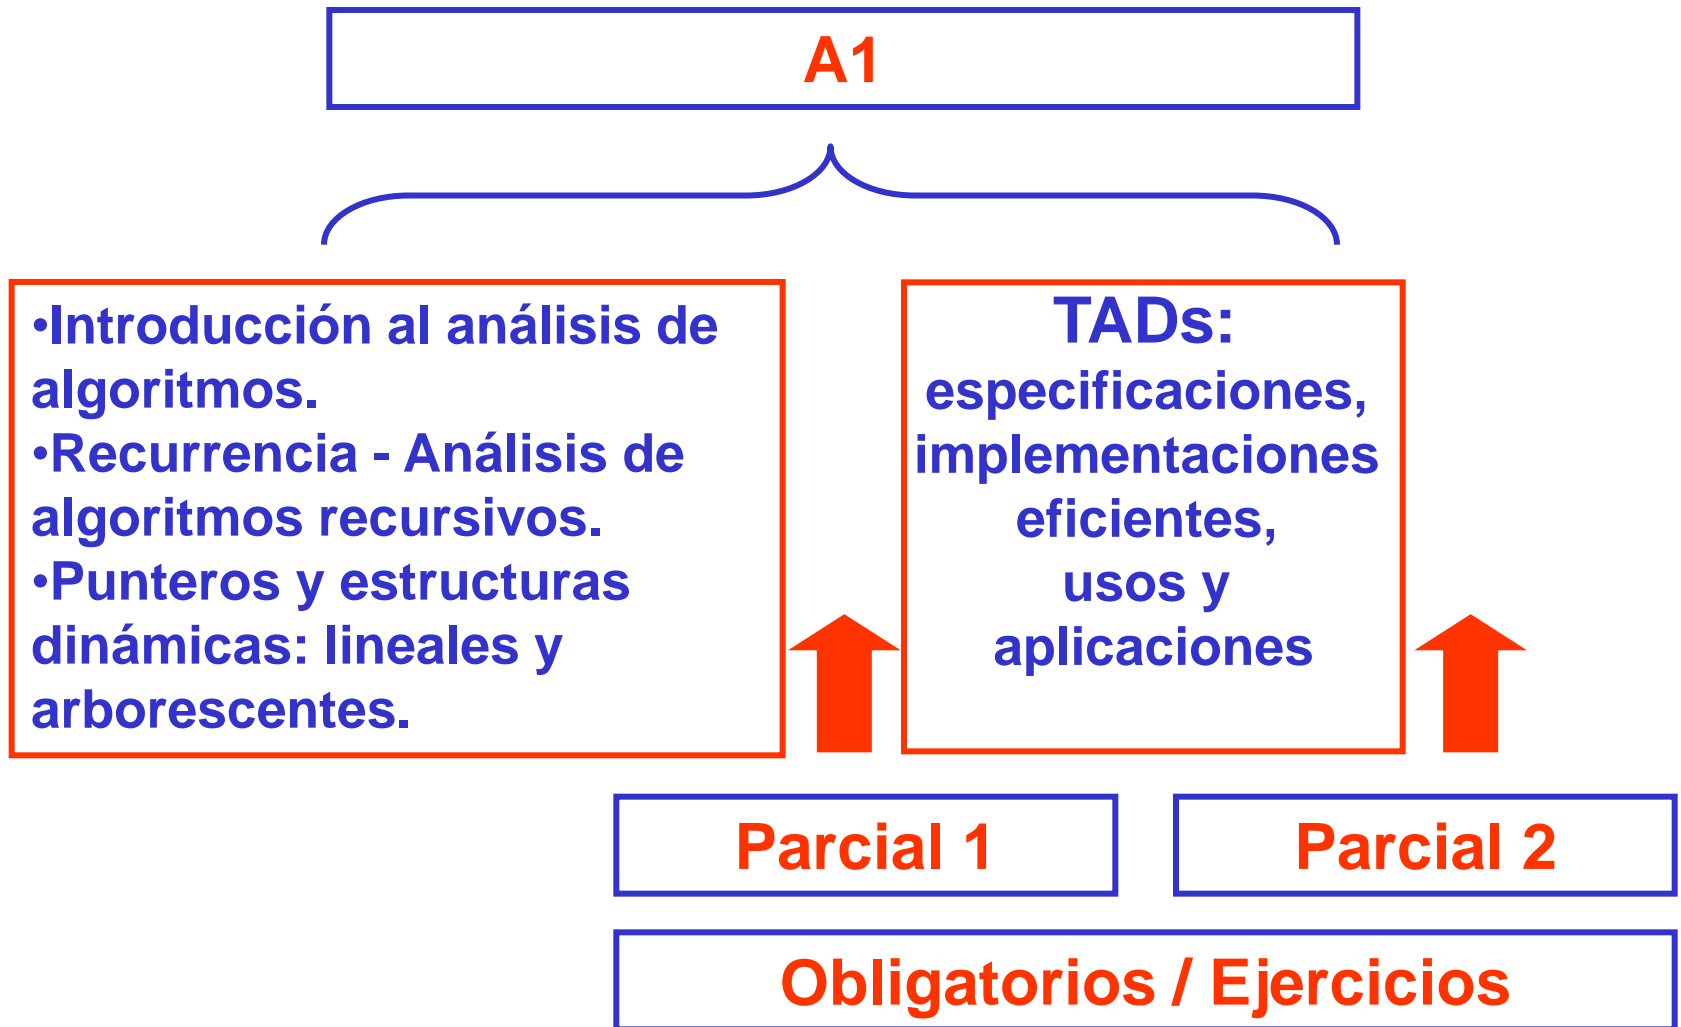 A1
•Introducción al análisis de
algoritmos.
•Recurrencia - Análisis de
algoritmos recursivos.
•Punteros y estructuras
dinámicas: lineales y
arborescentes.
TADs:
especificaciones,
implementaciones
eficientes,
usos y
aplicaciones
Parcial 1
Parcial 2
Obligatorios / Ejercicios